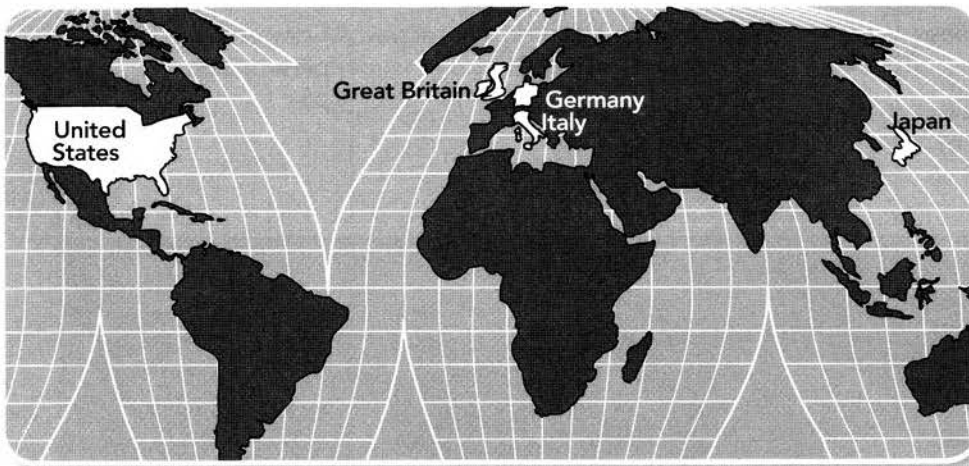 United
States
Great Britain
Germany
Italy
Japan